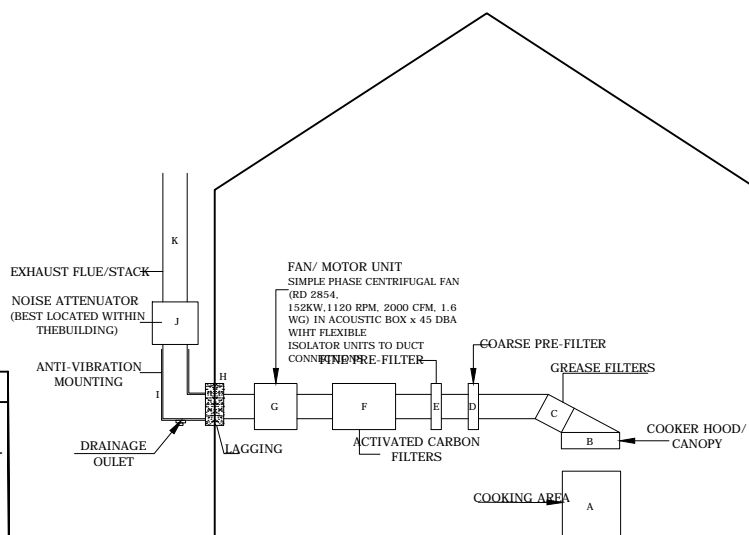 K
EXHAUST FLUE/STACK
FAN/ MOTOR UNIT
SIMPLE PHASE CENTRIFUGAL FAN
(RD 2854,
152KW,1120 RPM, 2000 CFM, 1.6
WG) IN ACOUSTIC BOX x 45 DBA
WIHT FLEXIBLE
ISOLATOR UNITS TO DUCT
CONNECTIONS
NOISE ATTENUATOR
(BEST LOCATED WITHIN
THEBUILDING)
J
FINE PRE-FILTER
COARSE PRE-FILTER
GREASE FILTERS
ANTI-VIBRATION
MOUNTING
H
I
G
F
E
D
C
B
COOKER HOOD/
CANOPY
DRAINAGE
OULET
LAGGING
ACTIVATED CARBON
FILTERS
COOKING AREA
A